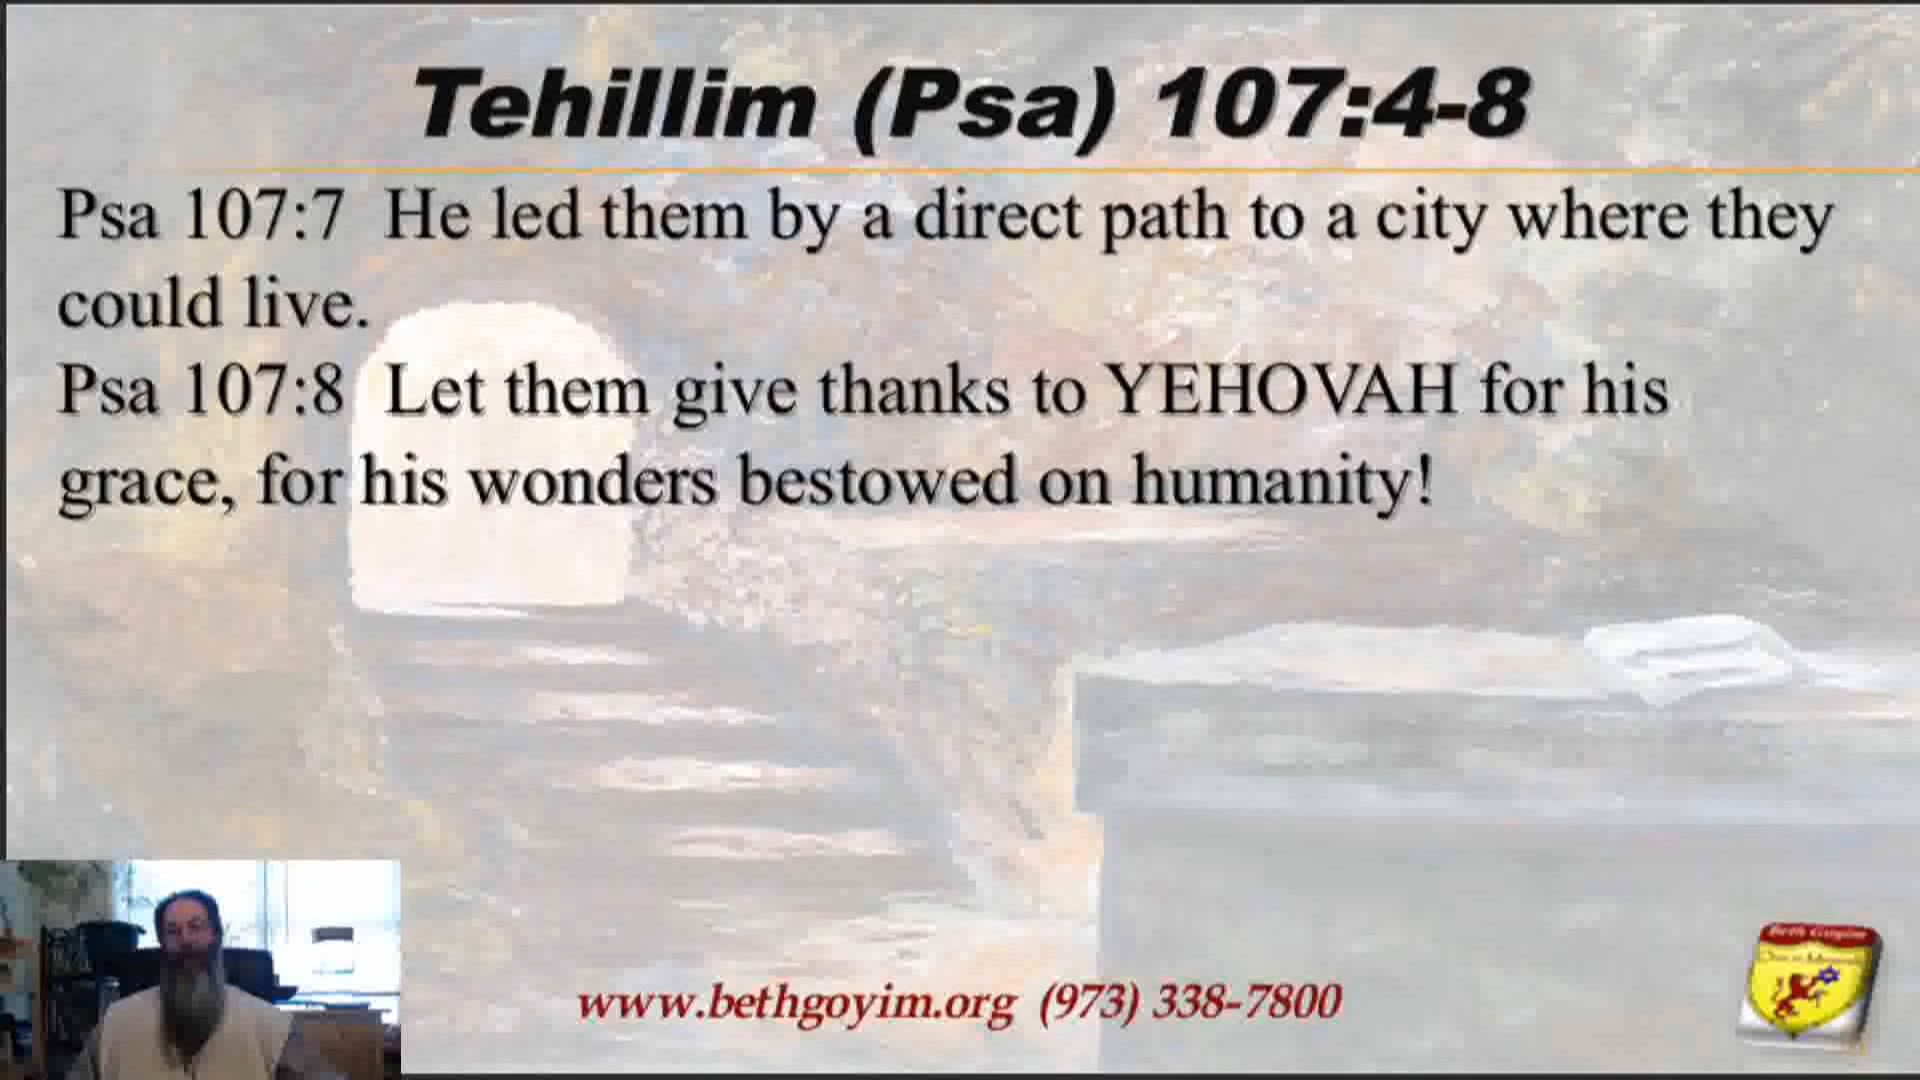 Tehillim (Psa) 107:4-8
Psa 107:7  He led them by a direct path to a city where they
could live.
Psa 107:8  Let them give thanks to YEHOVAH for his
grace, for his wonders bestowed on humanity!
www.bethgoyim.org (973) 338-7800
Beth Goyim